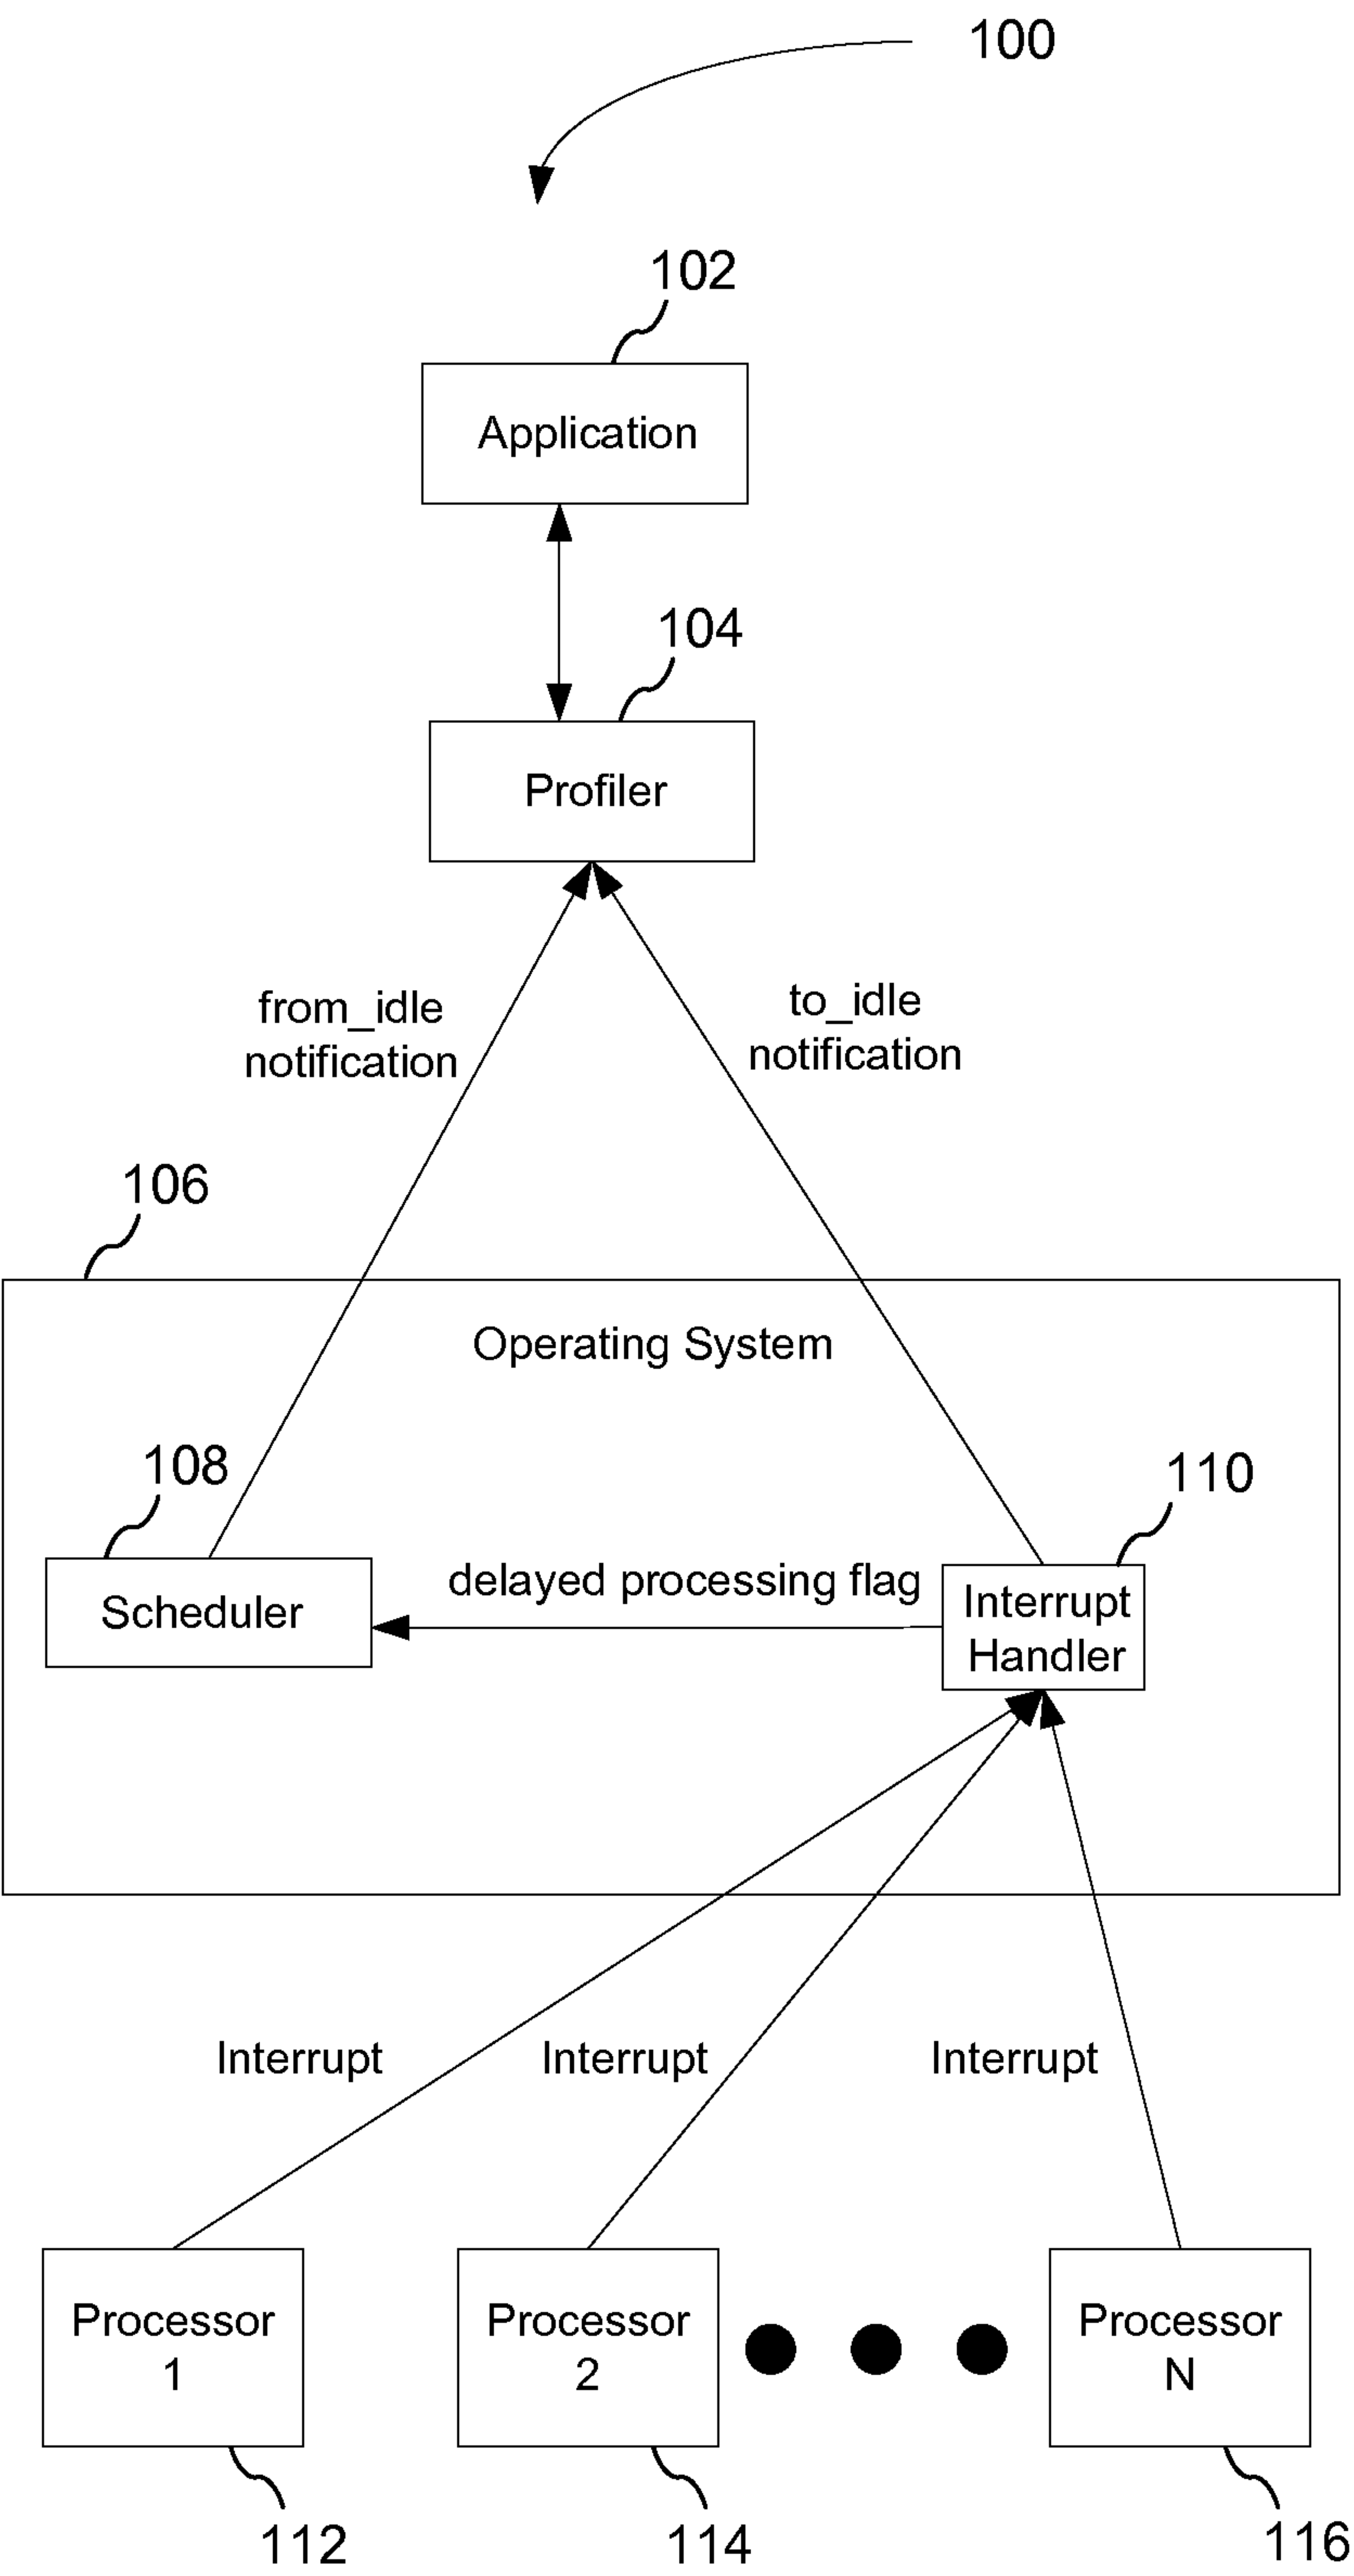 100
102
Application
104
Profiler
from_idle
notification
to_idle
notification
106
Operating System
108
110
Scheduler
delayed processing flag
Interrupt
Handler
Interrupt
Interrupt
Interrupt
Processor
1
Processor
2
Processor
N
112
114
116